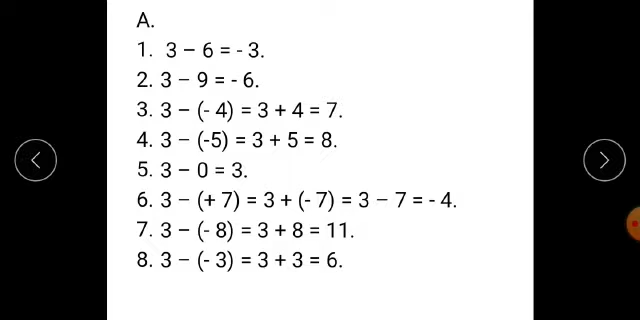 A.
1. 3 – 6 = - 3.
2. 3 – 9 = - 6.
3. 3 – (- 4) = 3 + 4 = 7.
4. 3 – (-5) = 3 + 5 = 8.
5. 3 – 0 = 3.
6. 3 – (+ 7) = 3 + (- 7) = 3 – 7 = - 4.
7. 3 – (- 8) = 3 + 8 = 11.
8. 3 – (- 3) = 3 + 3 = 6.